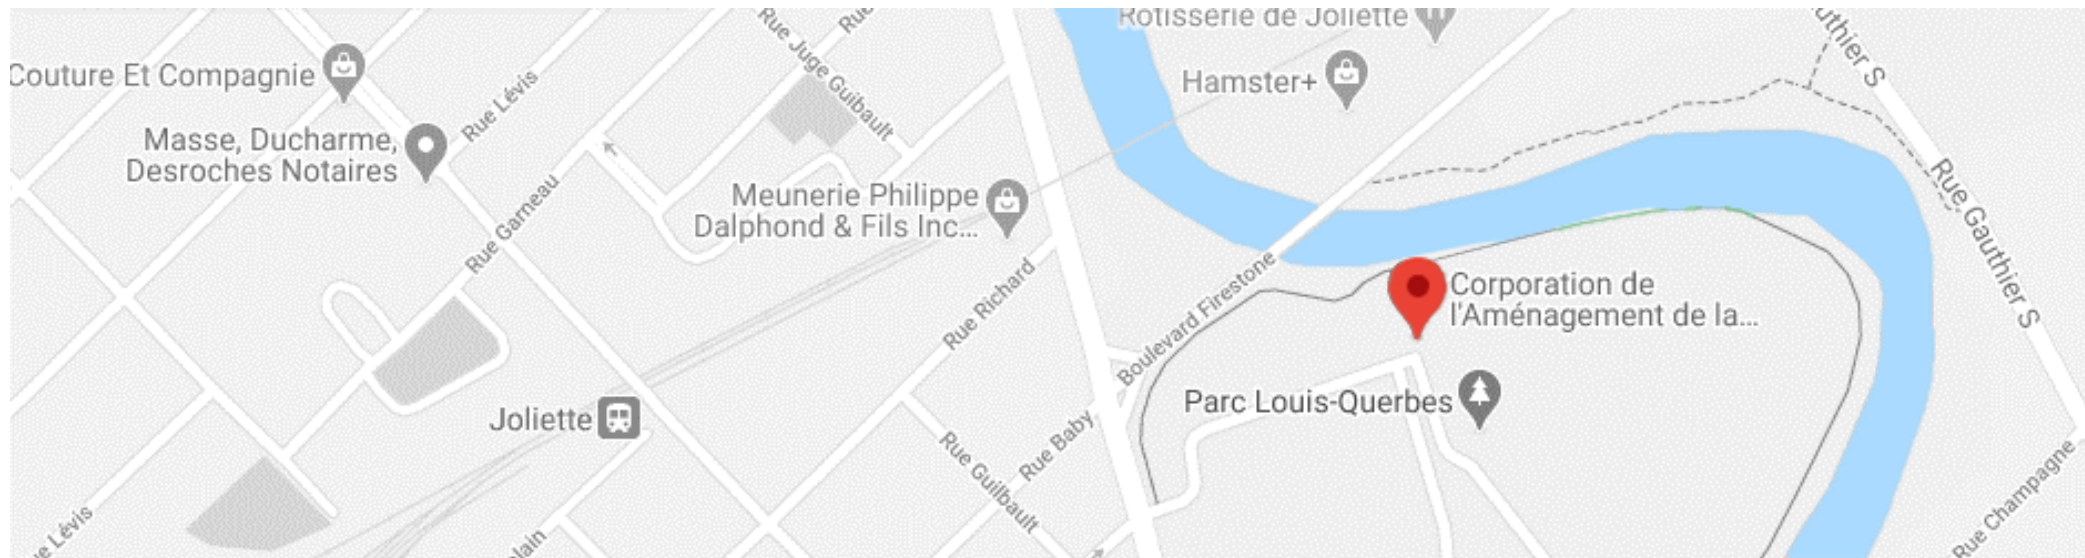 Rôtisserie de Joliette
Rue Juge Guibault
Rue
Couture Et Compagnie
Hamster+
Rue Lévis
Masse, Ducharme,
Desroches Notaires
Meunerie Philippe
Dalphond & Fils Inc...
Rue Garneau
Rue Gauthier S
Corporation de
l'Aménagement de la...
Rue Richard
Boulevard Firestone
Parc Louis-Querbes
Joliette
Rue Baby
Rue Guilbault
Rue Champagne